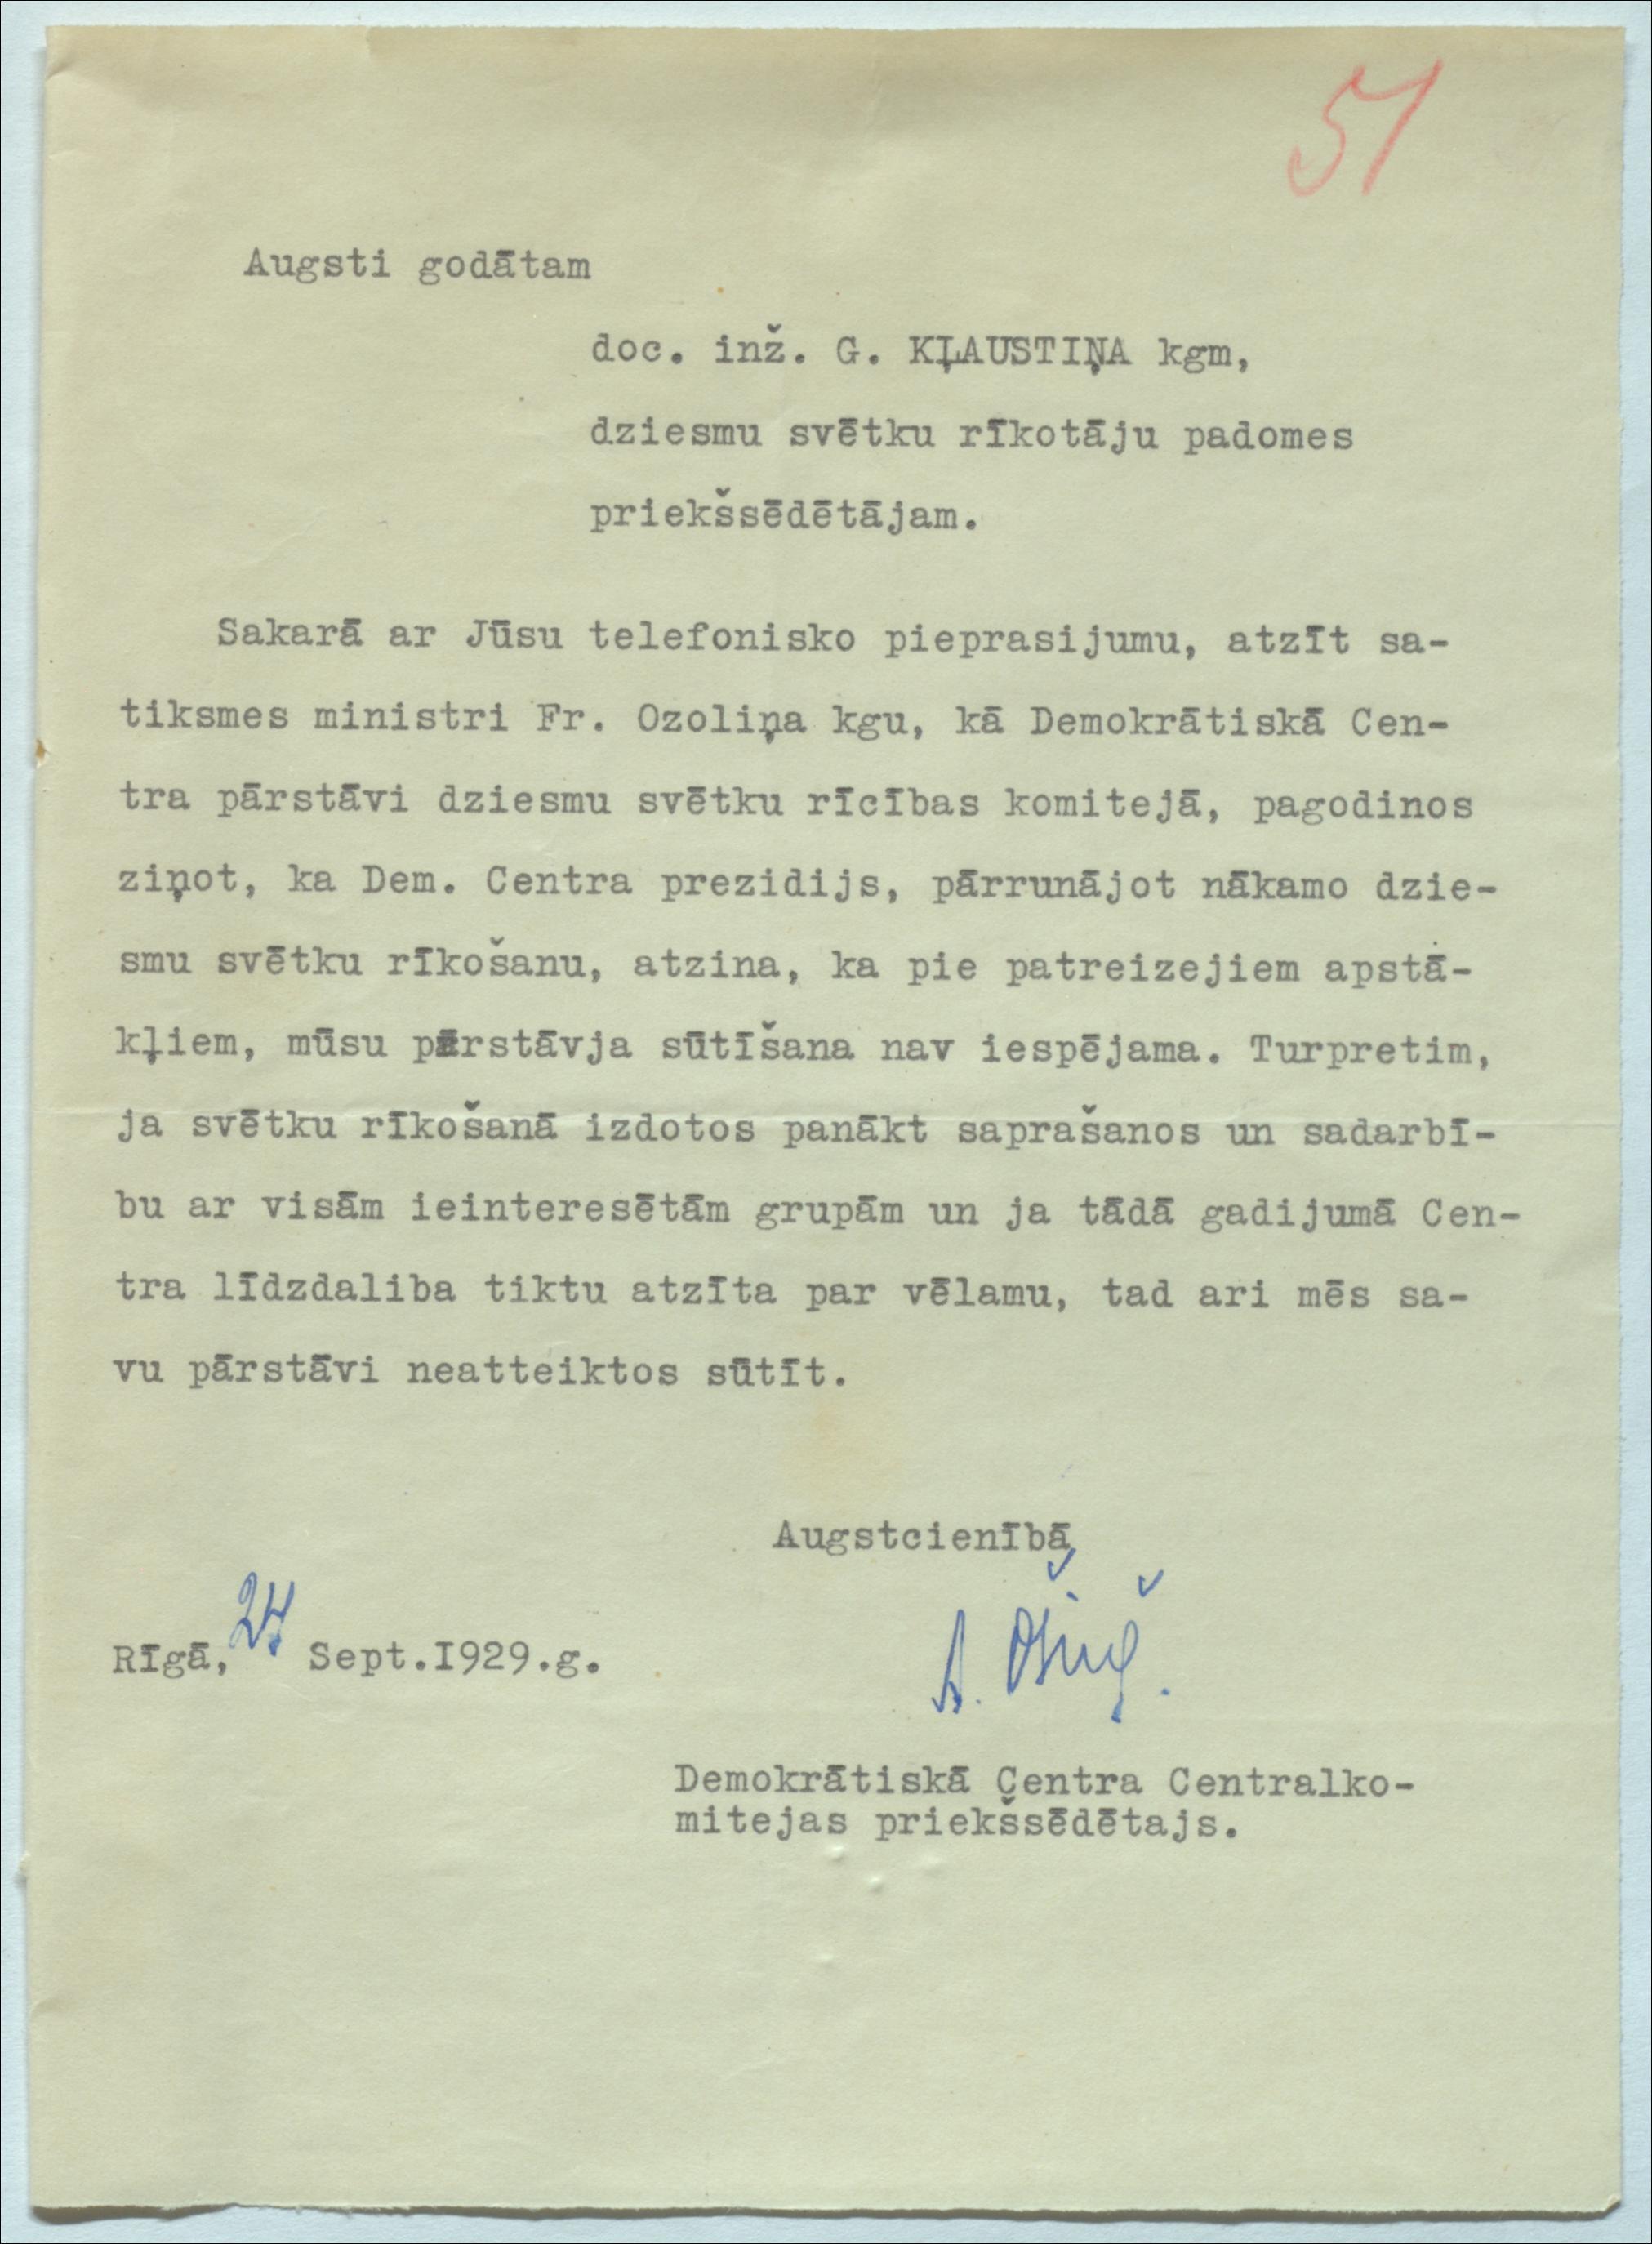 51
Augsti godātam
doc. inž. G. KĻAUSTIŅA kgm,
dziesmu svētku rīkotāju padomes
priekšsēdētājam.
Sakarā ar Jūsu telefonisko pieprasijumu, atzīt sa-
tiksmes ministri Fr. Ozoliņa kgu, kā Demokrātiskā Cen-
tra pārstāvi dziesmu svētku rīcības komitejā, pagodinos
ziņot, ka Dem. Centra prezidijs, pārrunājot nākamo dzie-
smu svētku rīkošanu, atzina, ka pie patreizejiem apstā-
kļiem, mūsu pārstāvja sūtīšana nav iespējama. Turpretim,
ja svētku rīkošanā izdotos panākt saprašanos un sadarbī-
bu ar visām ieinteresētām grupām un ja tādā gadijumā Cen-
tra līdzdaliba tiktu atzīta par vēlamu, tad ari mēs sa-
vu pārstāvi neatteiktos sūtīt.
Augstcienībā
Rīgā, Sept.I929.g.
A.
Demokrātiskā Centra Centralko-
mitejas priekšsēdētajs.